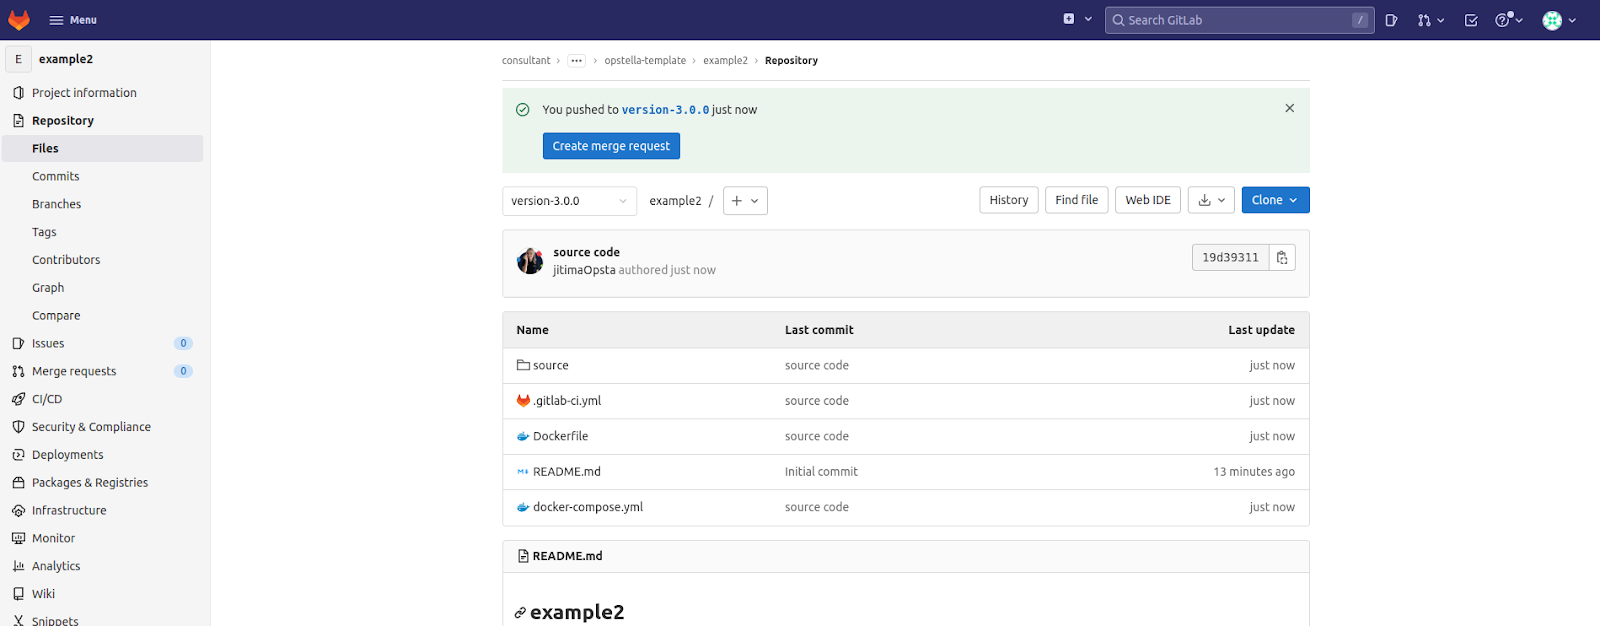 Menu
Search GitLab /
E example2
Project information
Repository
Files
Commits
Branches
Tags
Contributors
Graph
Compare
Issues 0
Merge requests 0
CI/CD
Security & Compliance
Deployments
Packages & Registries
Infrastructure
Monitor
Analytics
Wiki
Snippets
consultant › ... › opstella-template › example2 › Repository
You pushed to version-3.0.0 just now
Create merge request
version-3.0.0 example2 / +
History Find file Web IDE Clone
source code
jitimaOpsta authored just now
19d39311
Name Last commit Last update
source source code just now
.gitlab-ci.yml source code just now
Dockerfile source code just now
README.md Initial commit 13 minutes ago
docker-compose.yml source code just now
README.md
example2